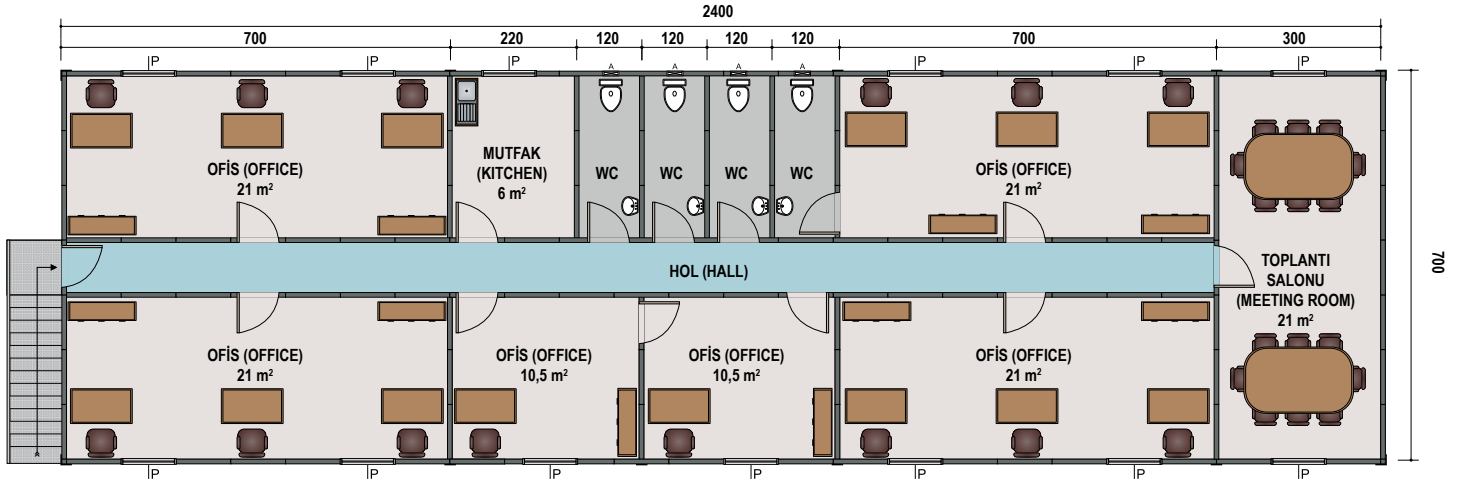 2400
700
220
120
120
120
120
700
300
P
P
P
A
A
A
A
P
P
P
OFİS (OFFICE)
21 m²
MUTFAK
(KITCHEN)
6 m²
WC
WC
WC
WC
OFİS (OFFICE)
21 m²
HOL (HALL)
TOPLANTI
SALONU
(MEETING ROOM)
21 m²
700
OFİS (OFFICE)
21 m²
OFİS (OFFICE)
10,5 m²
OFİS (OFFICE)
10,5 m²
OFİS (OFFICE)
21 m²
P
P
P
P
P
P
P